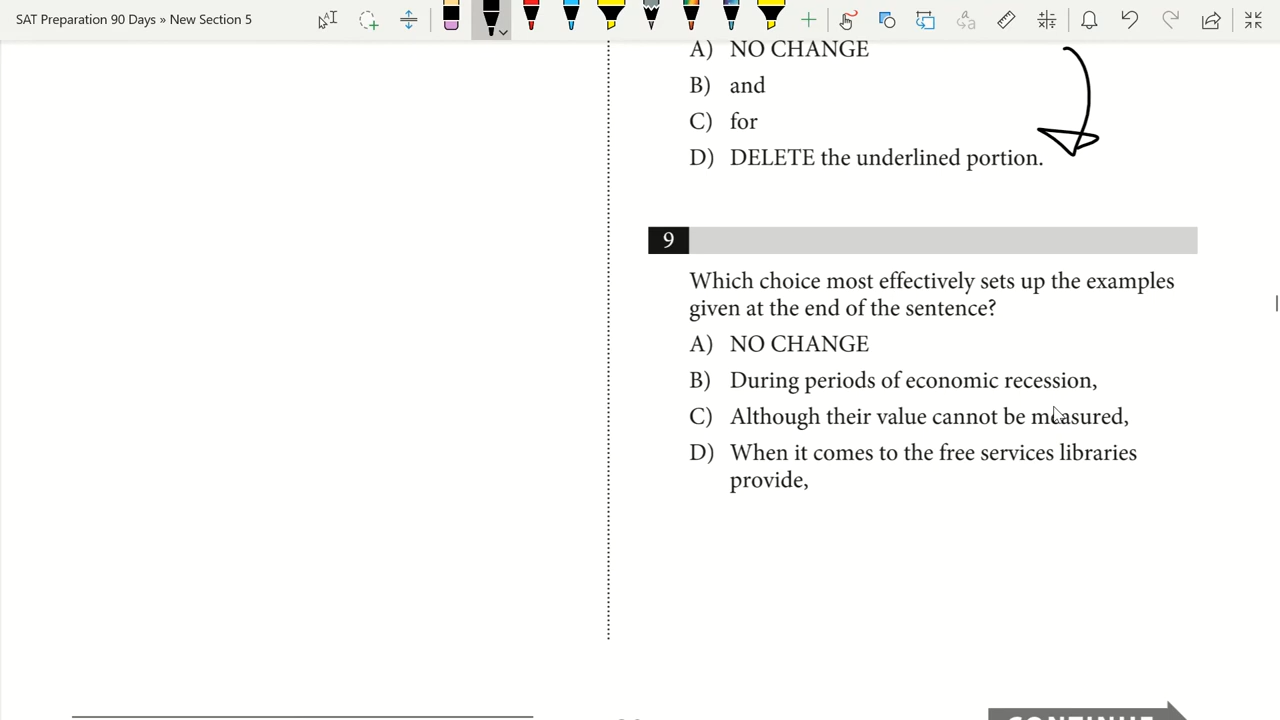 SAT Preparation 90 Days » New Section 5
A) NO CHANGE
B) and
C) for
D) DELETE the underlined portion.
9
Which choice most effectively sets up the examples
given at the end of the sentence?
A) NO CHANGE
B) During periods of economic recession,
C) Although their value cannot be measured,
D) When it comes to the free services libraries
provide,
CONTINUE